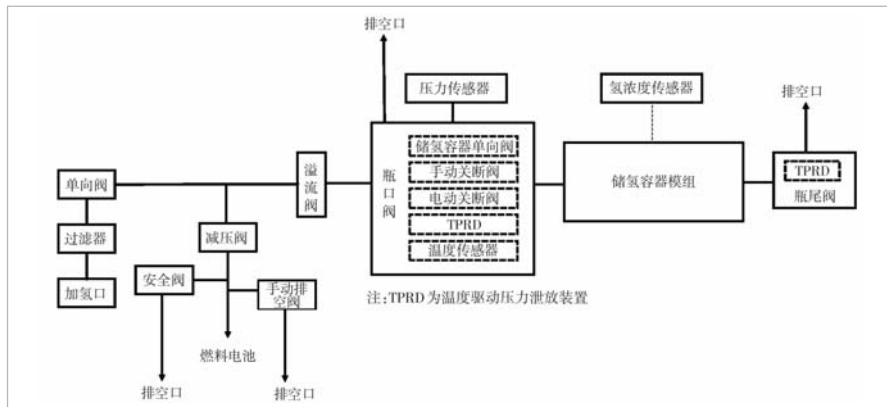 排空口
压力传感器
氢浓度传感器
排空口
瓶口阀
储氢容器单向阀
手动关断阀
电动关断阀
TPRD
温度传感器
溢流阀
储氢容器模组
TPRD
瓶尾阀
单向阀
过滤器
加氢口
减压阀
安全阀
手动排
空阀
注:TPRD为温度驱动压力泄放装置
燃料电池
排空口
排空口